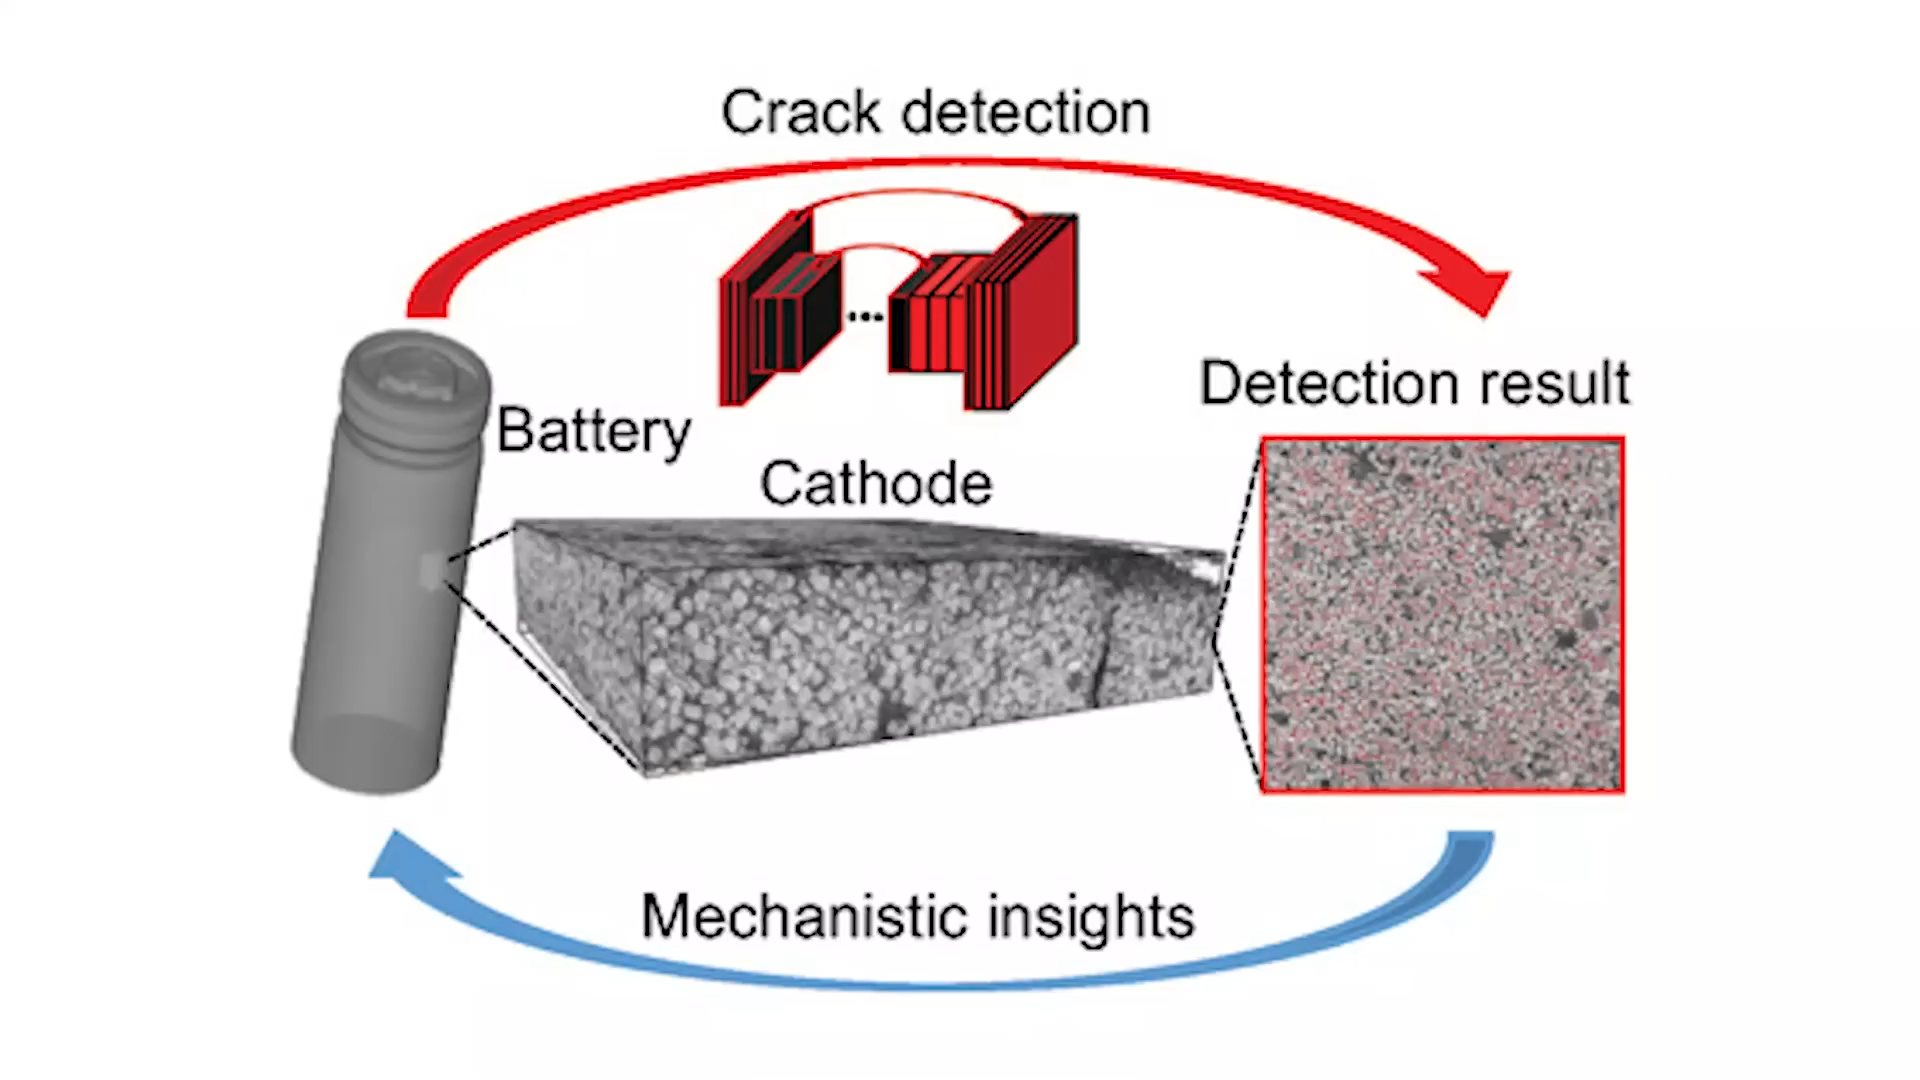 Crack detection
Detection result
Battery
Cathode
Mechanistic insights